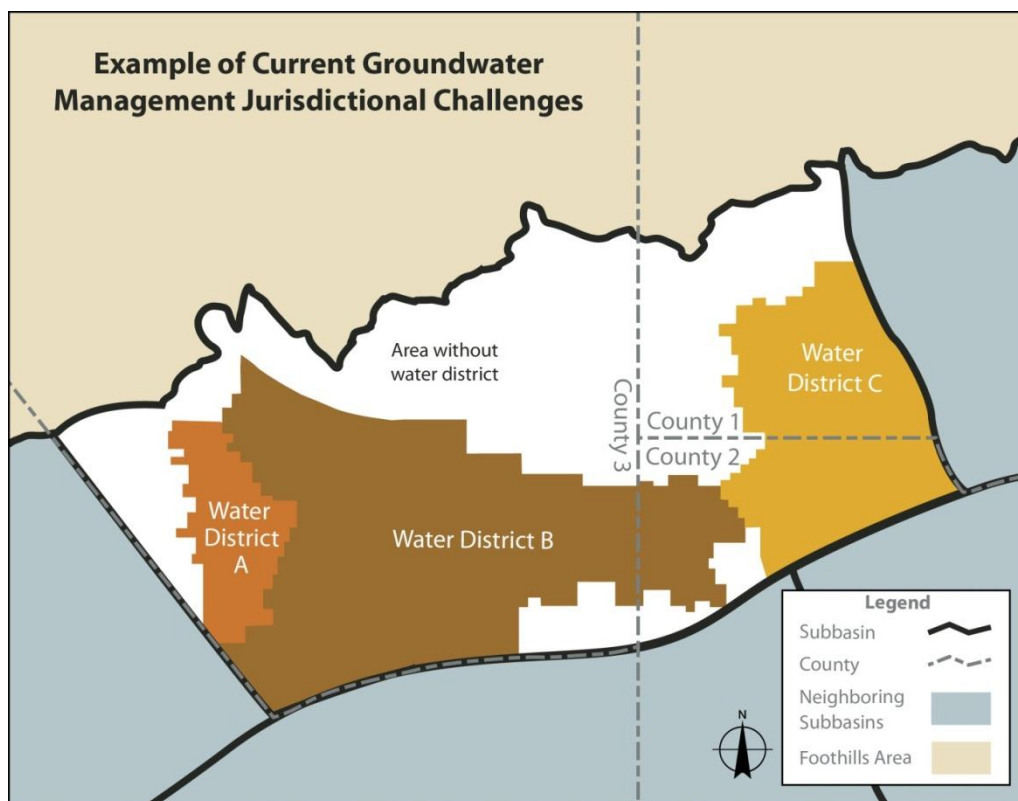 Example of Current Groundwater
Management Jurisdictional Challenges
Area without
water district
Water
District C
County 3
County 1
County 2
Water
District
A
Water District B
N
Legend
Subbasin
County
Neighboring
Subbasins
Foothills Area